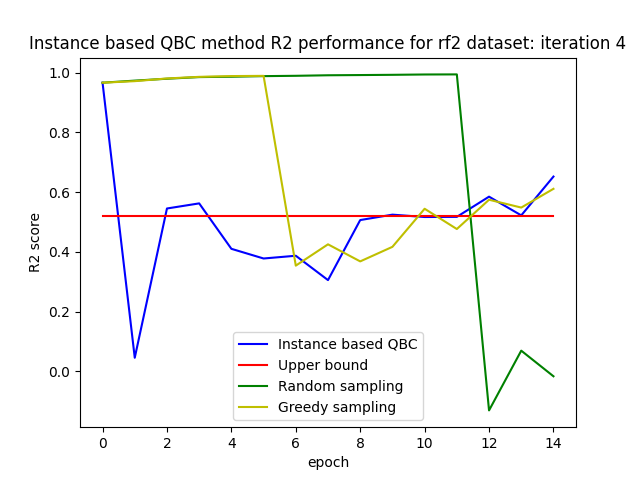 Instance based QBC method R2 performance for rf2 dataset: iteration 4
1.0
0.8
0.6
0.4
0.2
0.0
R2 score
Instance based QBC
Upper bound
Random sampling
Greedy sampling
0 2 4 6 8 10 12 14
epoch